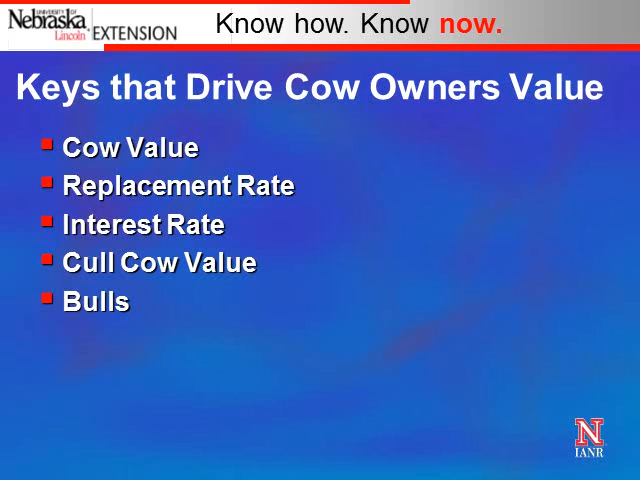 UNIVERSITY OF
Nebraska
Lincoln
EXTENSION
Know how. Know now.
Keys that Drive Cow Owners Value
Cow Value
Replacement Rate
Interest Rate
Cull Cow Value
Bulls
N
IANR